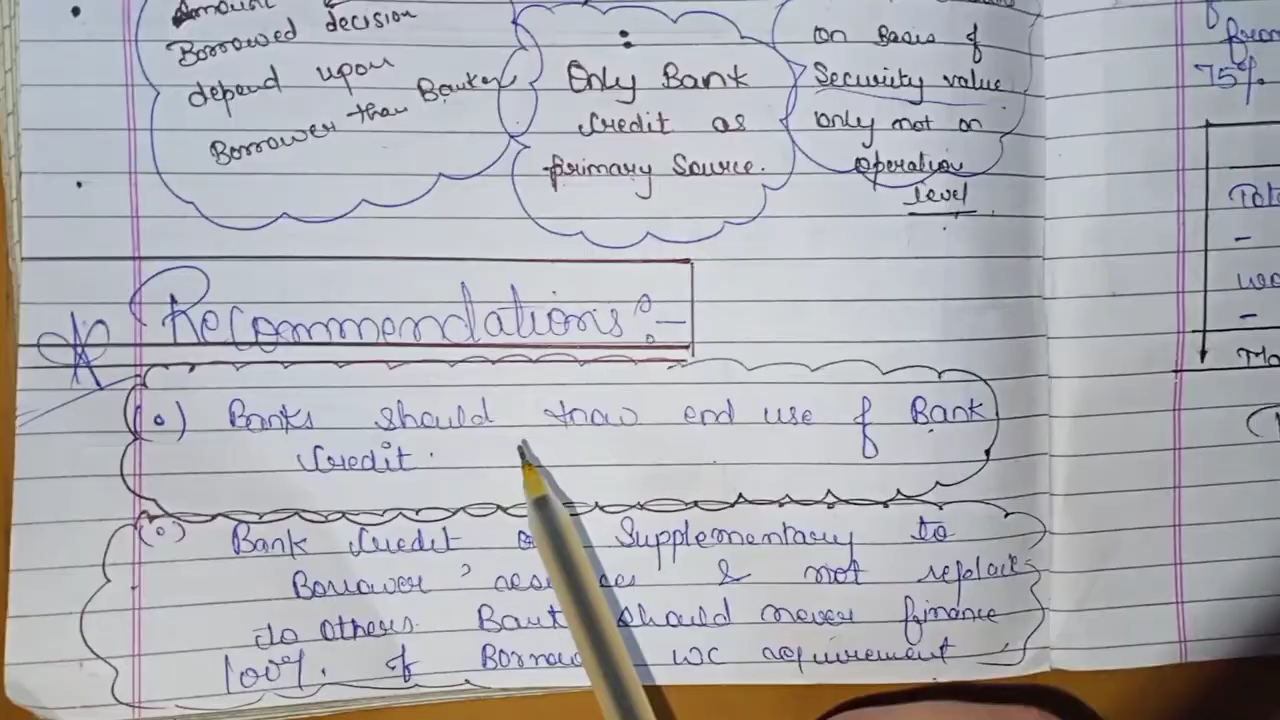 Amount
Borrowed decision
depend upon
Borrower than Banker
:
Only Bank
Credit as
primary Source.
on Basis of
Security value
only not on
operation
level
from
75%.
Recommendations :-
Banks should know end use of Bank
Credit.
Bank Credit Supplementary to
Borrower's & not replace
to others. Bank should never finance
100%. of WC requirement